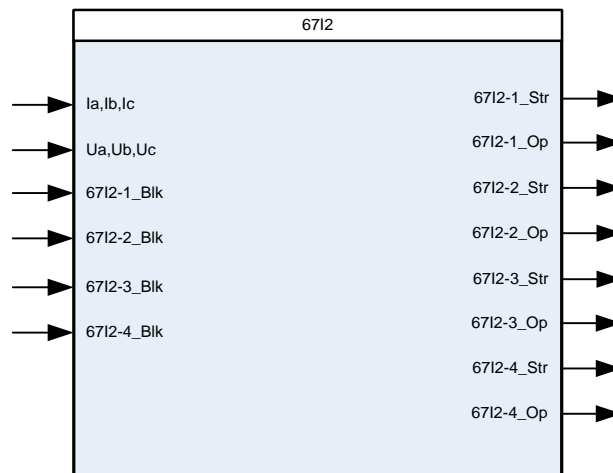 67I2
Ia,Ib,Ic
Ua,Ub,Uc
67I2-1_Blk
67I2-2_Blk
67I2-3_Blk
67I2-4_Blk
67I2-1_Str
67I2-1_Op
67I2-2_Str
67I2-2_Op
67I2-3_Str
67I2-3_Op
67I2-4_Str
67I2-4_Op